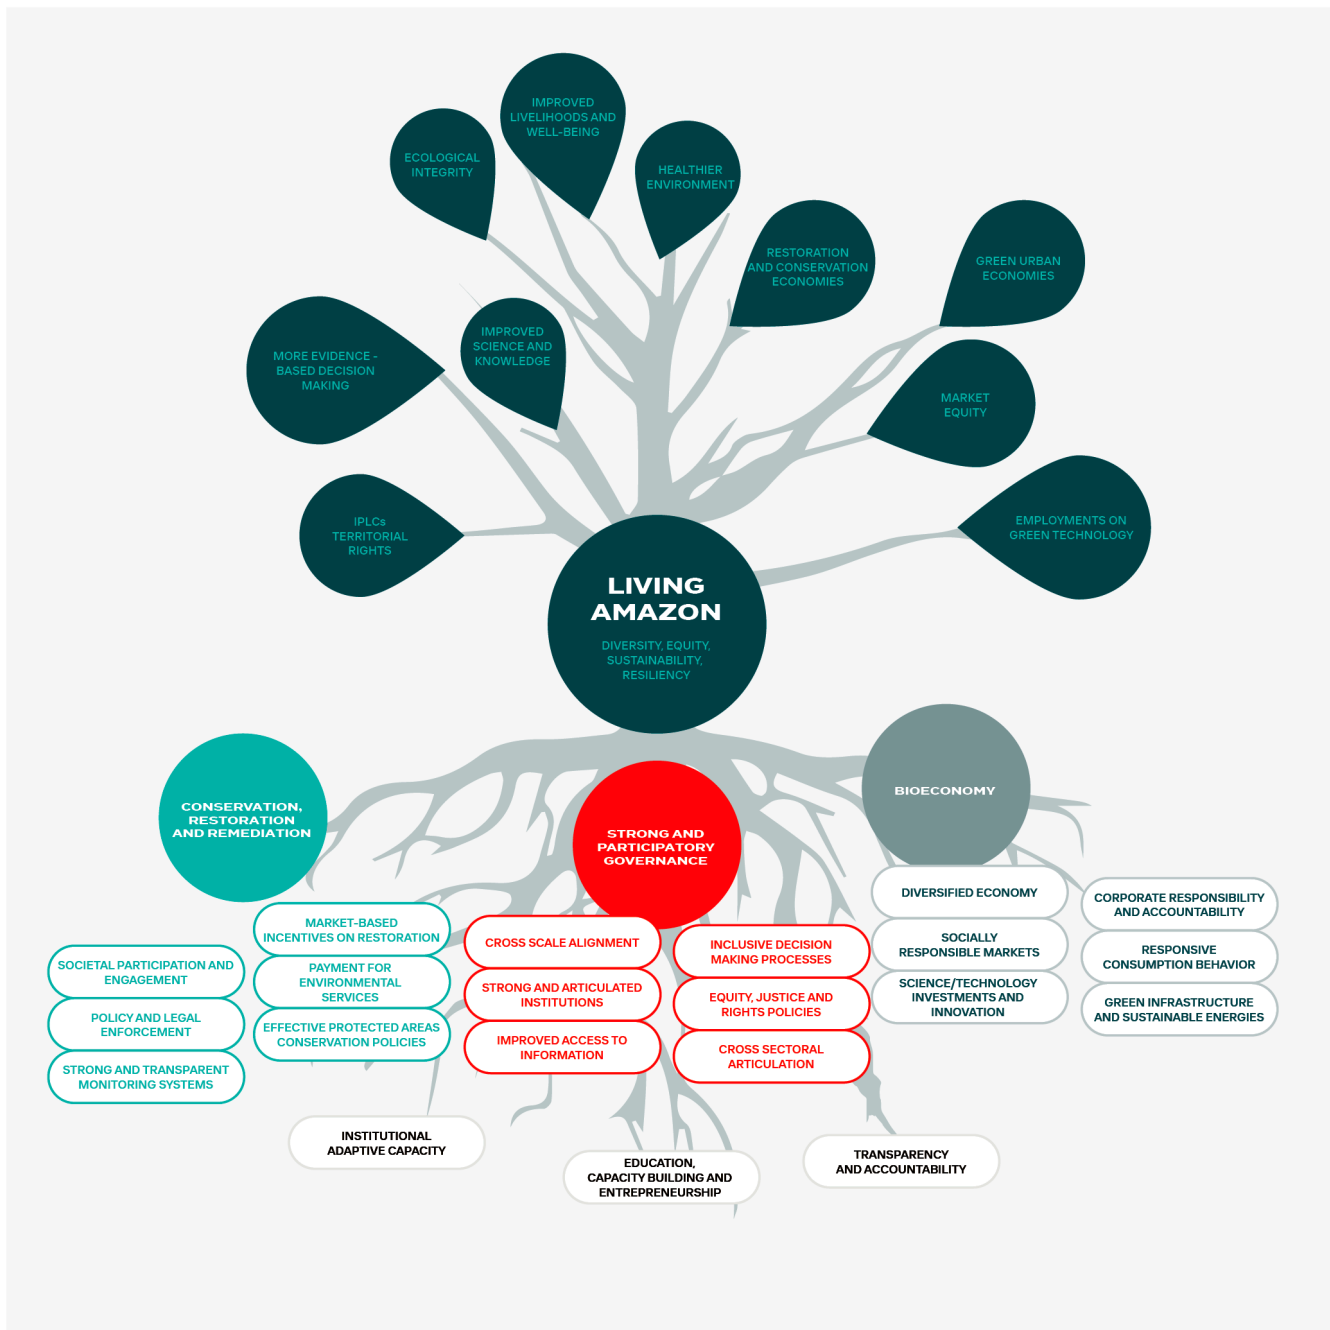 IMPROVED
LIVELIHOODS AND
WELL-BEING
ECOLOGICAL
INTEGRITY
HEALTHIER
ENVIRONMENT
RESTORATION
AND CONSERVATION
ECONOMIES
GREEN URBAN
ECONOMIES
IMPROVED
SCIENCE AND
KNOWLEDGE
MORE EVIDENCE -
BASED DECISION
MAKING
MARKET
EQUITY
IPLCs
TERRITORIAL
RIGHTS
EMPLOYMENTS ON
GREEN TECHNOLOGY
LIVING
AMAZON
DIVERSITY, EQUITY,
SUSTAINABILITY,
RESILIENCY
CONSERVATION,
RESTORATION
AND REMEDIATION
STRONG AND
PARTICIPATORY
GOVERNANCE
BIOECONOMY
SOCIETAL PARTICIPATION AND
ENGAGEMENT
POLICY AND LEGAL
ENFORCEMENT
STRONG AND TRANSPARENT
MONITORING SYSTEMS
MARKET-BASED
INCENTIVES ON RESTORATION
PAYMENT FOR
ENVIRONMENTAL
SERVICES
EFFECTIVE PROTECTED AREAS
CONSERVATION POLICIES
CROSS SCALE ALIGNMENT
STRONG AND ARTICULATED
INSTITUTIONS
IMPROVED ACCESS TO
INFORMATION
INCLUSIVE DECISION
MAKING PROCESSES
EQUITY, JUSTICE AND
RIGHTS POLICIES
CROSS SECTORAL
ARTICULATION
DIVERSIFIED ECONOMY
SOCIALLY
RESPONSIBLE MARKETS
SCIENCE/TECHNOLOGY
INVESTMENTS AND
INNOVATION
CORPORATE RESPONSIBILITY
AND ACCOUNTABILITY
RESPONSIVE
CONSUMPTION BEHAVIOR
GREEN INFRASTRUCTURE
AND SUSTAINABLE ENERGIES
INSTITUTIONAL
ADAPTIVE CAPACITY
EDUCATION,
CAPACITY BUILDING AND
ENTREPRENEURSHIP
TRANSPARENCY
AND ACCOUNTABILITY